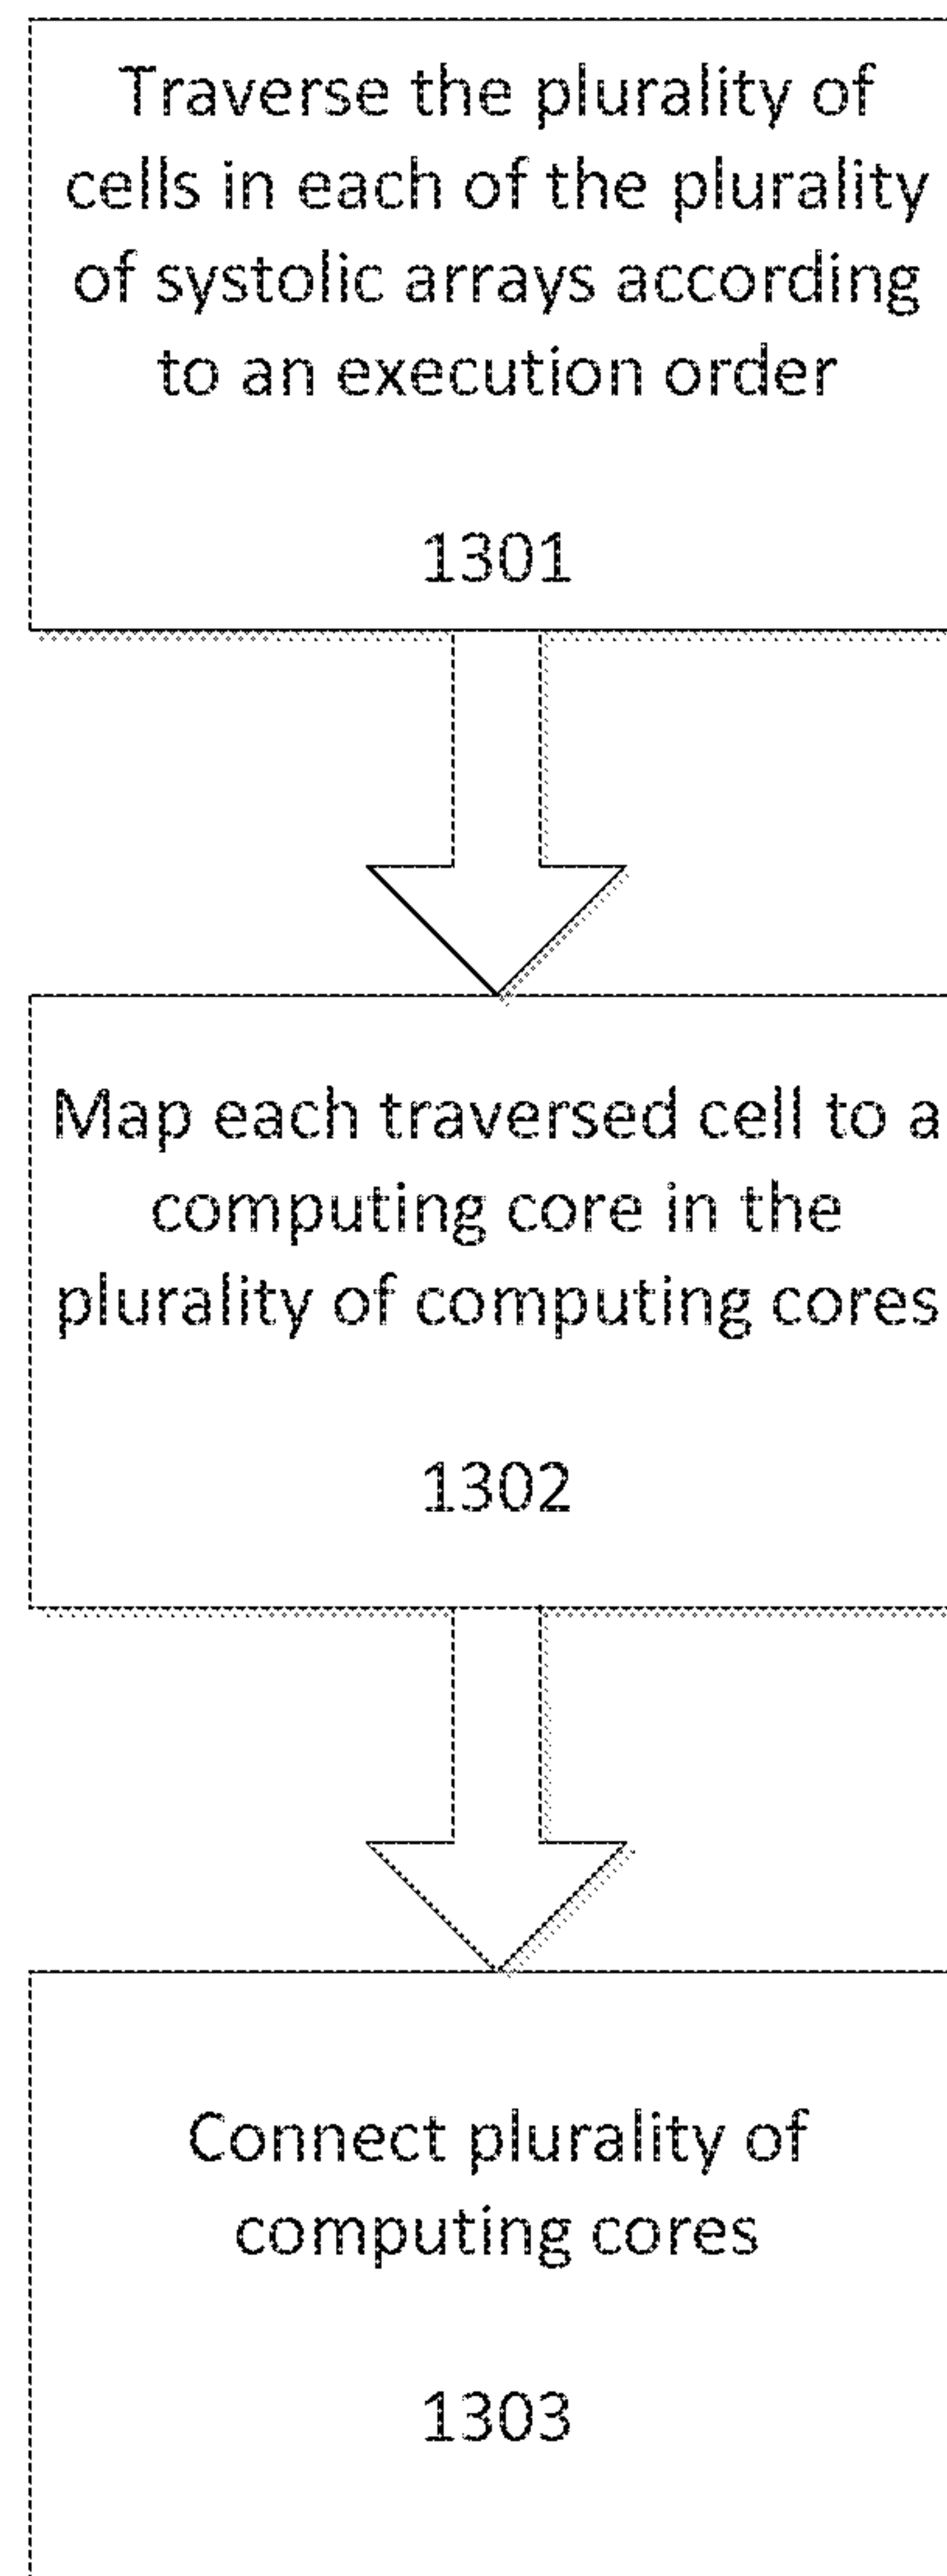 Traverse the plurality of
cells in each of the plurality
of systolic arrays according
to an execution order
1301
Map each traversed cell to a
computing core in the
plurality of computing cores
1302
Connect plurality of
computing cores
1303